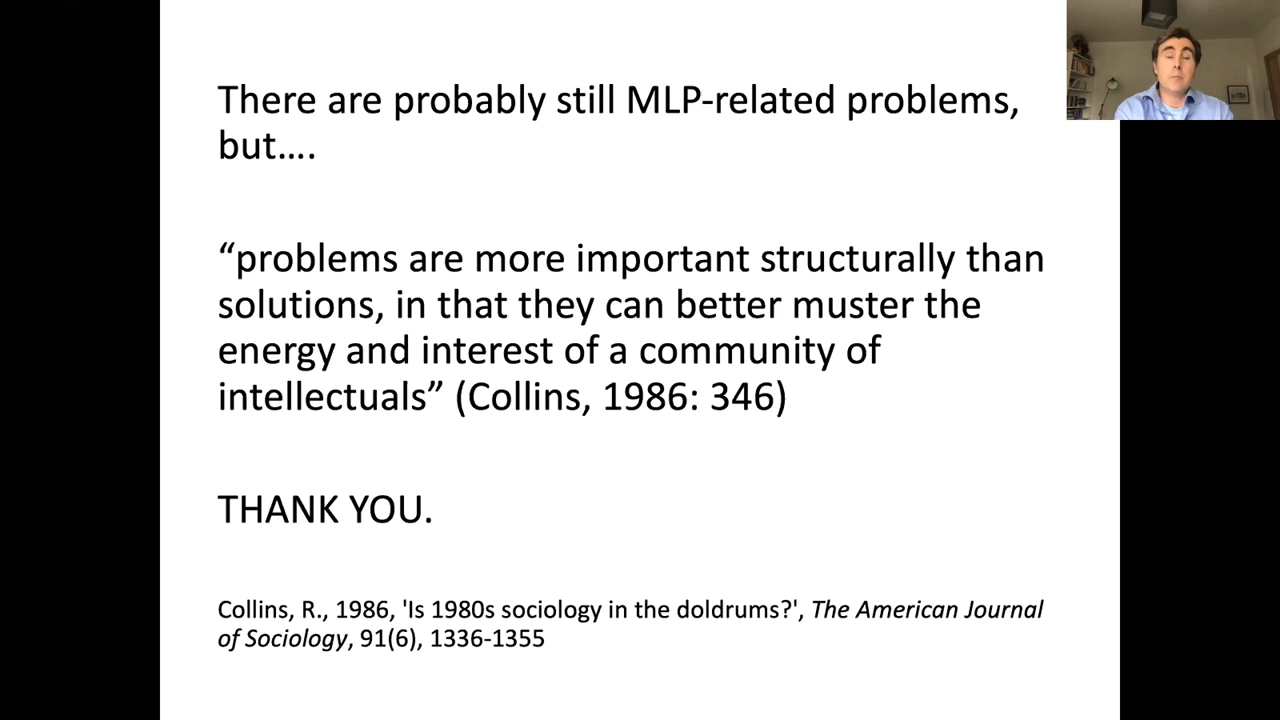 There are probably still MLP-related problems,
but….
“problems are more important structurally than
solutions, in that they can better muster the
energy and interest of a community of
intellectuals” (Collins, 1986: 346)
THANK YOU.
Collins, R., 1986, 'Is 1980s sociology in the doldrums?', The American Journal
of Sociology, 91(6), 1336-1355